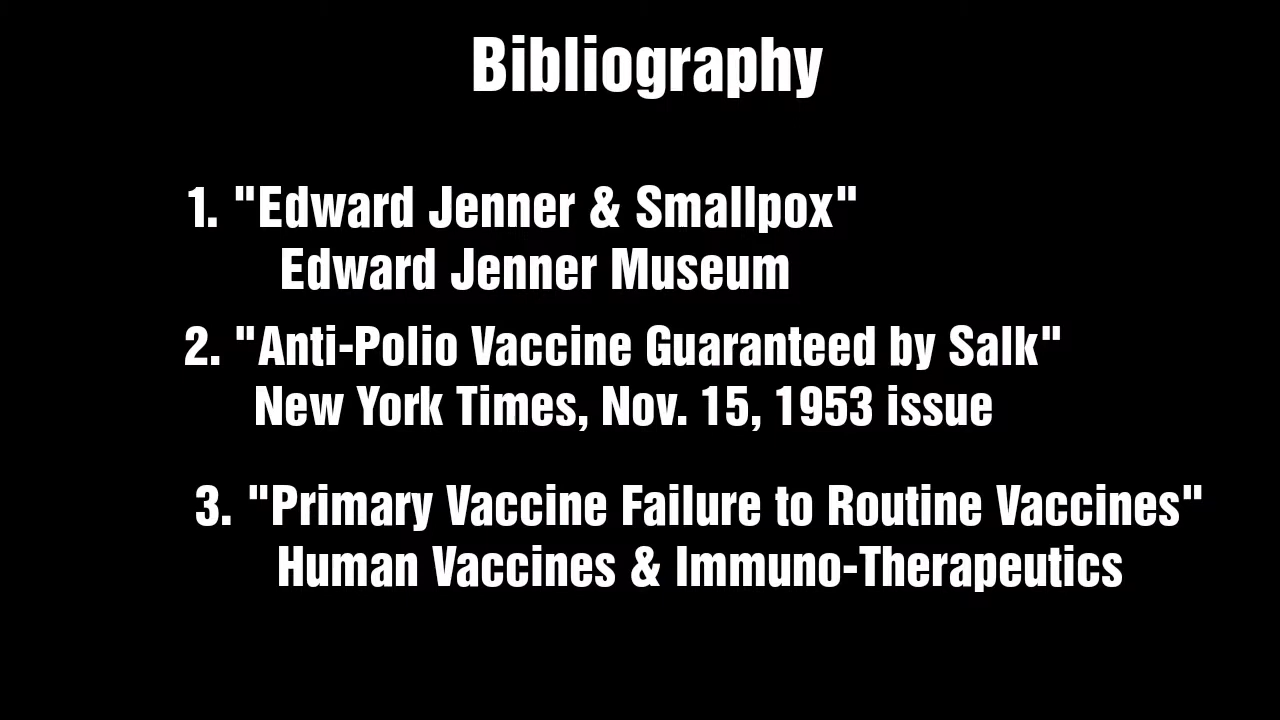 Bibliography
1. "Edward Jenner & Smallpox"
Edward Jenner Museum
2. "Anti-Polio Vaccine Guaranteed by Salk"
New York Times, Nov. 15, 1953 issue
3. "Primary Vaccine Failure to Routine Vaccines"
Human Vaccines & Immuno-Therapeutics